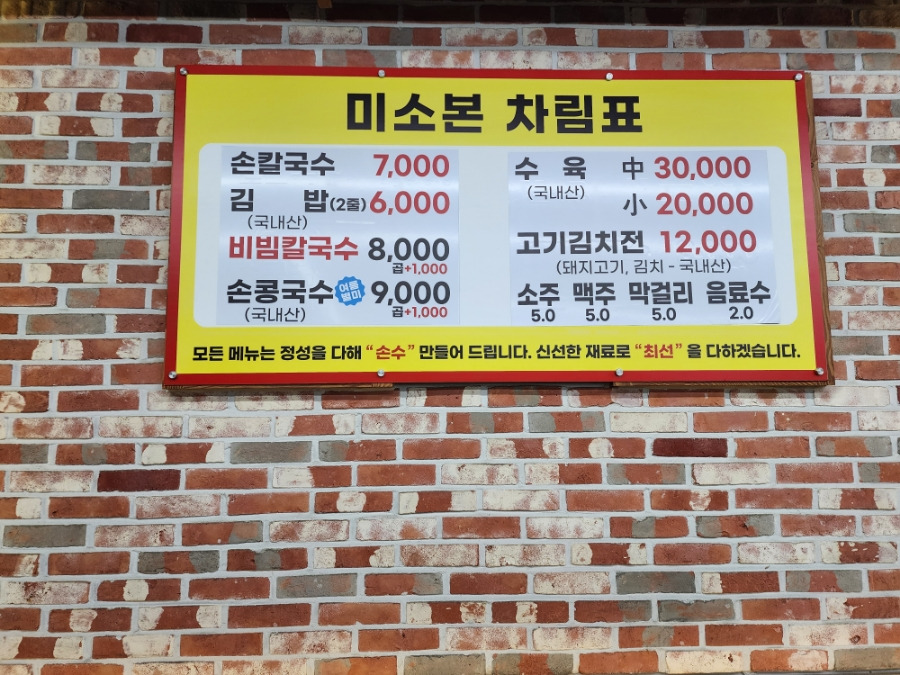 미소본 차림표
손칼국수 7,000
김 밥(2줄) 6,000
(국내산)
비빔칼국수 8,000
곱+1,000
손콩국수 여름별미 9,000
(국내산) 곱+1,000
수 육 中 30,000
(국내산)
小 20,000
고기김치전 12,000
(돼지고기, 김치 - 국내산)
소주 맥주 막걸리 음료수
5.0 5.0 5.0 2.0
모든 메뉴는 정성을 다해 “손수” 만들어 드립니다. 신선한 재료로 “최선”을 다하겠습니다.